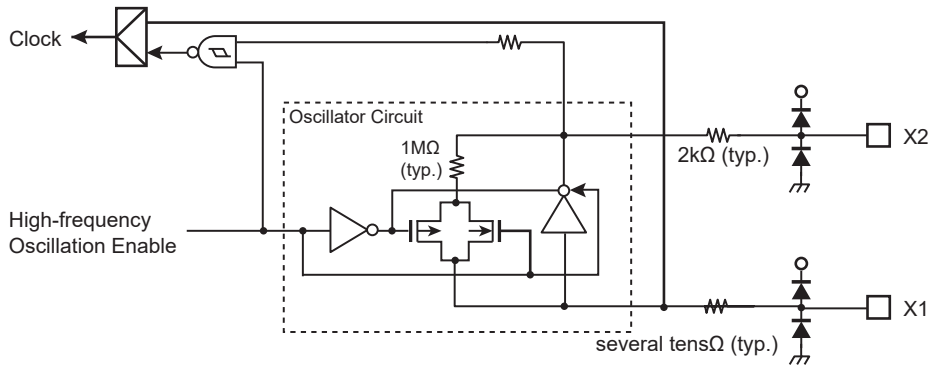 Clock
Oscillator Circuit
1MΩ
(typ.)
2kΩ (typ.)
X2
High-frequency
Oscillation Enable
X1
several tensΩ (typ.)